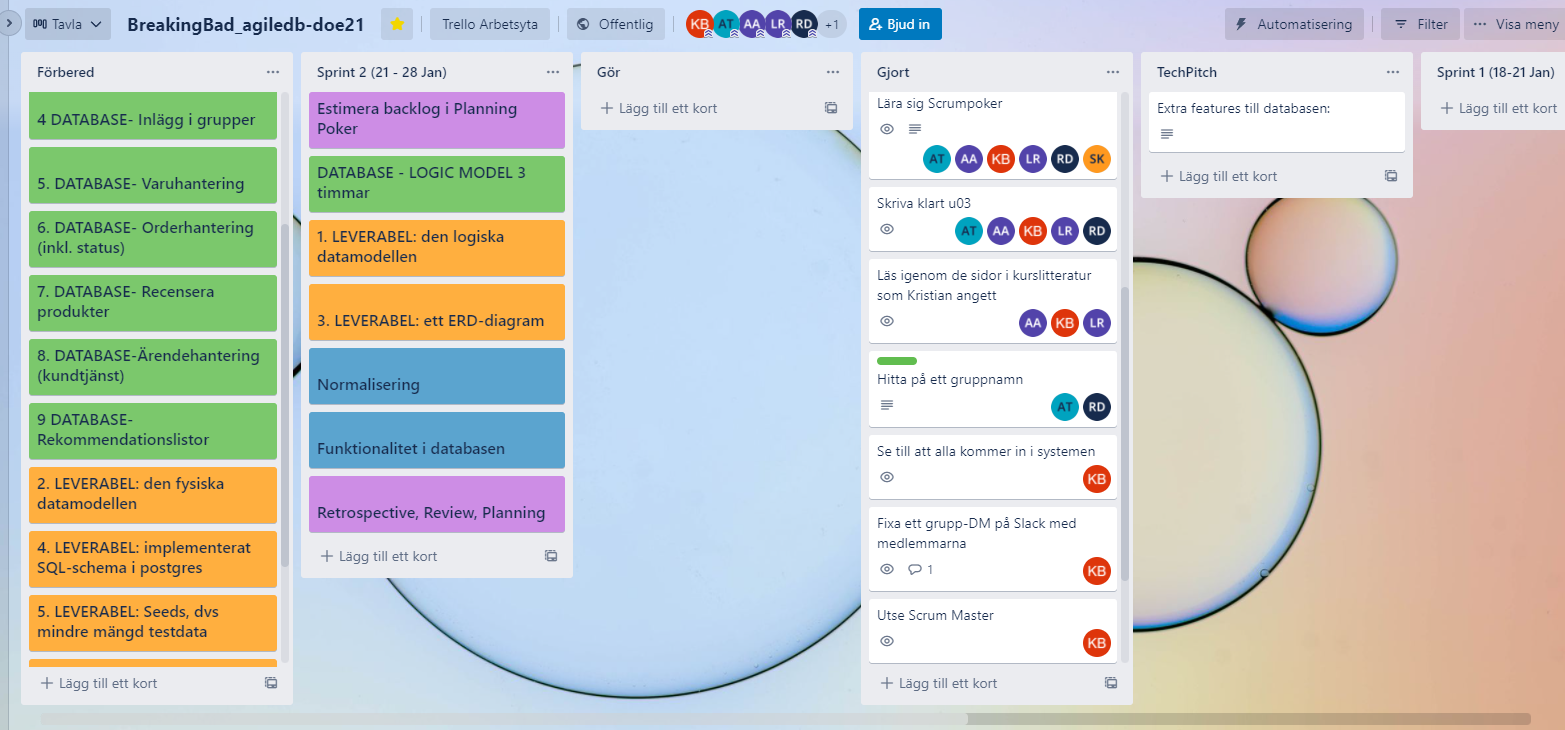 Tavla
BreakingBad_agiledb-doe21
Trello Arbetsyta
Offentlig
KB AT AA LR RD +1
Bjud in
Automatisering
Filter
Visa meny
Förbered
4 DATABASE- Inlägg i grupper
5. DATABASE- Varuhantering
6. DATABASE- Orderhantering
(inkl. status)
7. DATABASE- Recensera
produkter
8. DATABASE-Ärendehantering
(kundtjänst)
9 DATABASE-
Rekommendationslistor
2. LEVERABEL: den fysiska
datamodellen
4. LEVERABEL: implementerat
SQL-schema i postgres
5. LEVERABEL: Seeds, dvs
mindre mängd testdata
Lägg till ett kort
Sprint 2 (21 - 28 Jan)
Estimera backlog i Planning
Poker
DATABASE - LOGIC MODEL 3
timmar
1. LEVERABEL: den logiska
datamodellen
3. LEVERABEL: ett ERD-diagram
Normalisering
Funktionalitet i databasen
Retrospective, Review, Planning
Lägg till ett kort
Gör
Lägg till ett kort
Gjort
Lära sig Scrumpoker
AT AA KB LR RD SK
Skriva klart u03
AT AA KB LR RD
Läs igenom de sidor i kurslitteratur
som Kristian angett
AA KB LR
Hitta på ett gruppnamn
AT RD
Se till att alla kommer in i systemen
KB
Fixa ett grupp-DM på Slack med
medlemmarna
1
KB
Utse Scrum Master
KB
Lägg till ett kort
TechPitch
Extra features till databasen:
Lägg till ett kort
Sprint 1 (18-21 Jan)
Lägg till ett kort